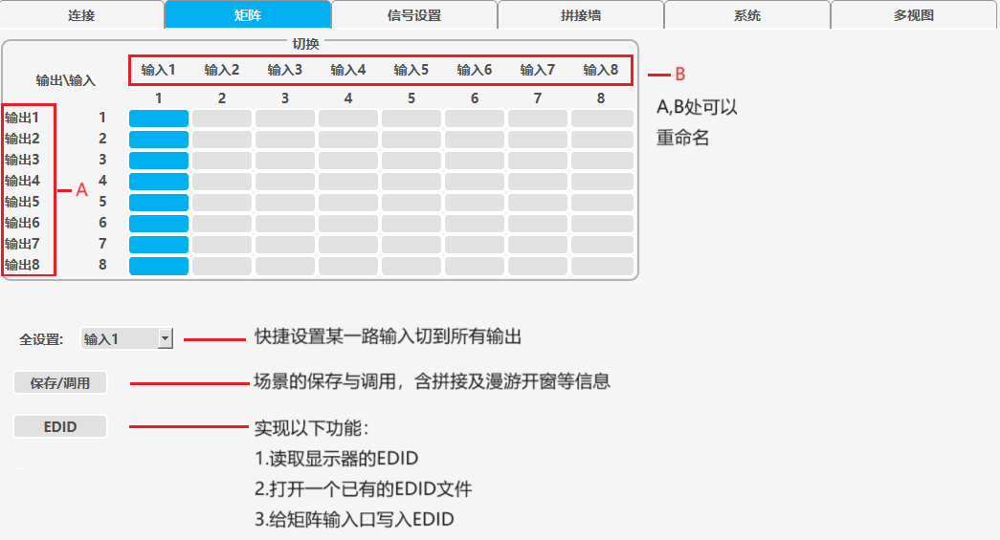 连接 矩阵 信号设置 拼接墙 系统 多视图
切换
输出\输入 输入1 输入2 输入3 输入4 输入5 输入6 输入7 输入8 B
1 2 3 4 5 6 7 8
A,B处可以
重命名
输出1 1
输出2 2
输出3 3
输出4 4
A
输出5 5
输出6 6
输出7 7
输出8 8
全设置: 输入1 快捷设置某一路输入切到所有输出
保存/调用 场景的保存与调用，含拼接及漫游开窗等信息
EDID 实现以下功能：
1.读取显示器的EDID
2.打开一个已有的EDID文件
3.给矩阵输入口写入EDID